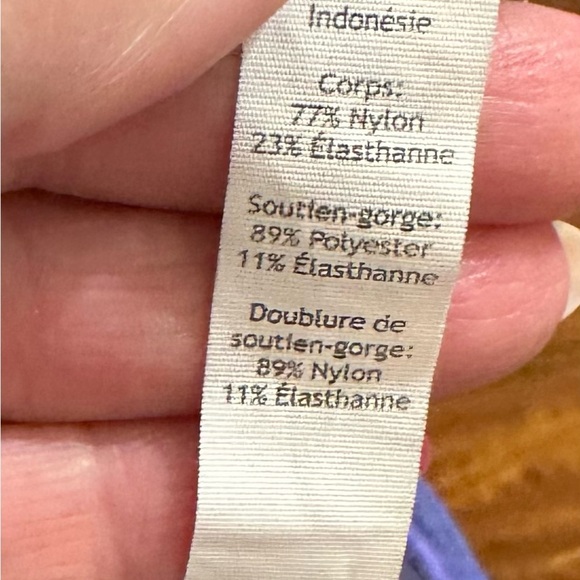 Indonésie
Corps:
77% Nylon
23% Élasthanne
Soutien-gorge:
89% Polyester
11% Élasthanne
Doublure de
soutien-gorge:
89% Nylon
11% Élasthanne